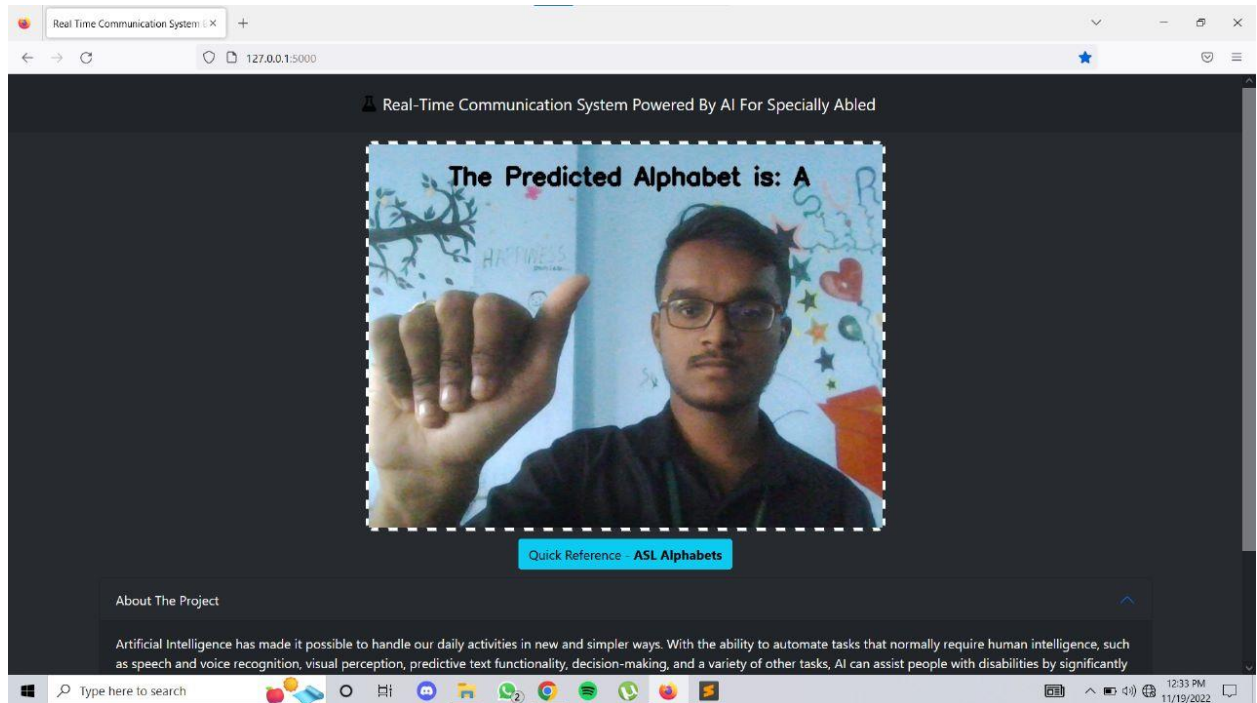 Real Time Communication System
127.0.0.1:5000
Real-Time Communication System Powered By AI For Specially Abled
The Predicted Alphabet is: A
HAPPINESS
Quick Reference - ASL Alphabets
About The Project
Artificial Intelligence has made it possible to handle our daily activities in new and simpler ways. With the ability to automate tasks that normally require human intelligence, such
as speech and voice recognition, visual perception, predictive text functionality, decision-making, and a variety of other tasks, AI can assist people with disabilities by significantly
Type here to search
2
12:33 PM
11/19/2022